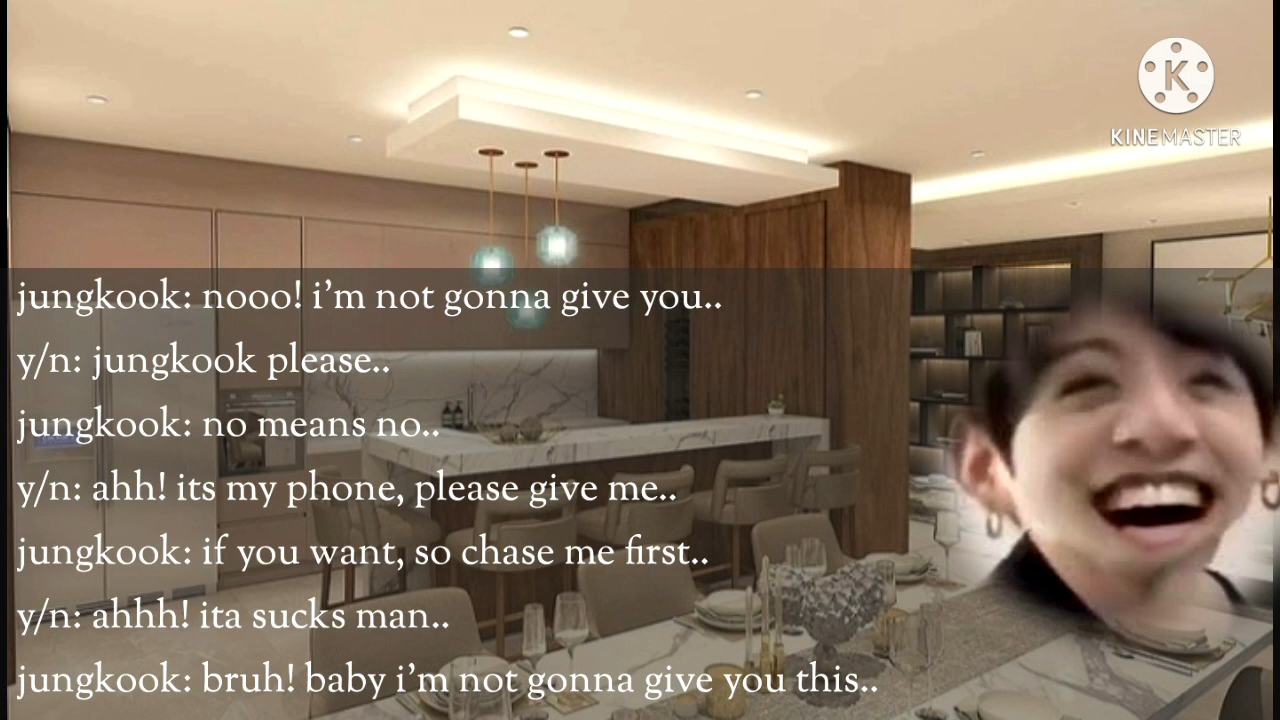 KINEMASTER
jungkook: nooo! i'm not gonna give you..
y/n: jungkook please..
jungkook: no means no..
y/n: ahh! its my phone, please give me..
jungkook: if you want, so chase me first..
y/n: ahhh! ita sucks man..
jungkook: bruh! baby i'm not gonna give you this..